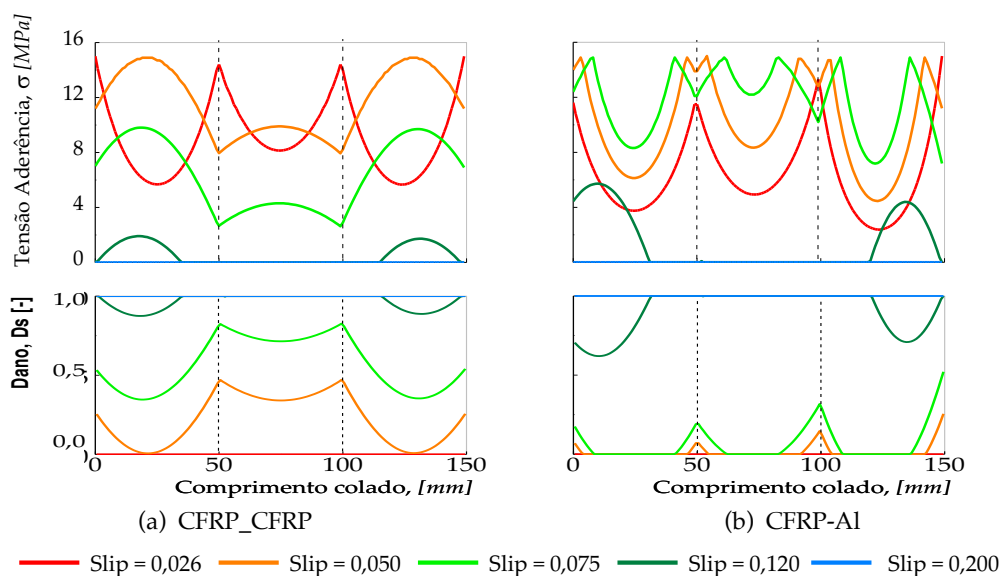 Tensão Aderência, σ [MPa]
16
12
8
4
0
Dano, Ds [-]
1,0
0,5
0,0
0 50 100 150
Comprimento colado, [mm]
(a) CFRP_CFRP
0 50 100 150
Comprimento colado, [mm]
(b) CFRP-Al
Slip = 0,026 Slip = 0,050 Slip = 0,075 Slip = 0,120 Slip = 0,200